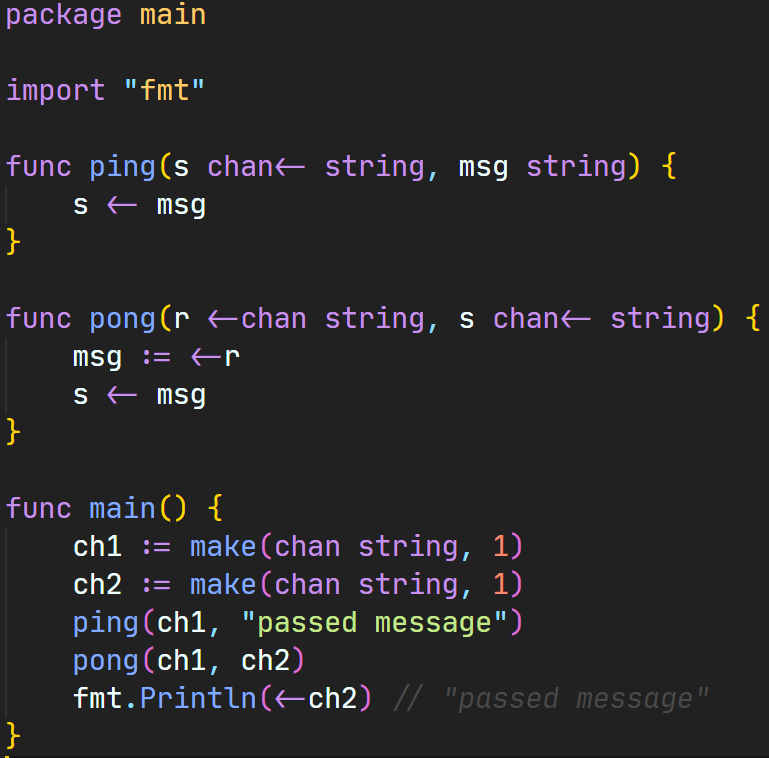 package main
import "fmt"
func ping(s chan<- string, msg string) {
s <- msg
}
func pong(r <-chan string, s chan<- string) {
msg := <-r
s <- msg
}
func main() {
ch1 := make(chan string, 1)
ch2 := make(chan string, 1)
ping(ch1, "passed message")
pong(ch1, ch2)
fmt.Println(<-ch2) // "passed message"
}